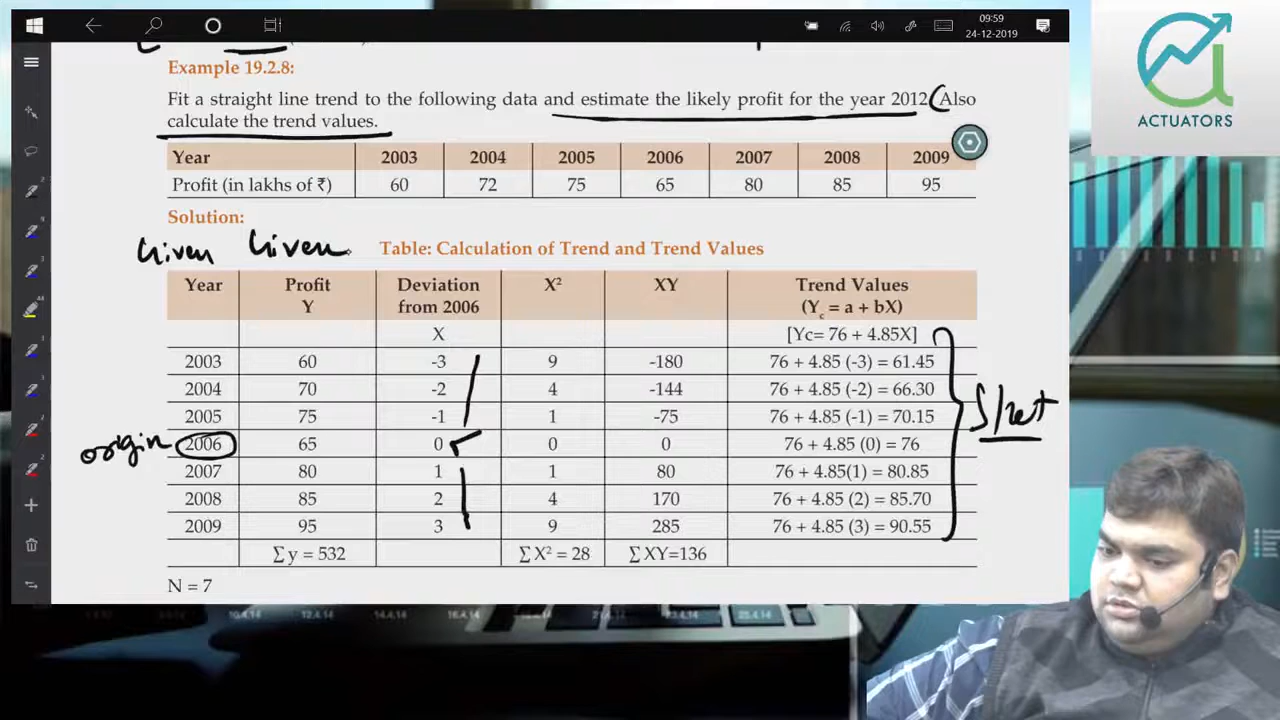 09:59
24-12-2019
Example 19.2.8:
Fit a straight line trend to the following data and estimate the likely profit for the year 2012. Also
calculate the trend values.
Year 2003 2004 2005 2006 2007 2008 2009
Profit (in lakhs of ₹) 60 72 75 65 80 85 95
Solution:
Given Given
Table: Calculation of Trend and Trend Values
Year Profit Y Deviation from 2006 X² XY Trend Values (Yc = a + bX)
X [Yc= 76 + 4.85X]
2003 60 -3 9 -180 76 + 4.85 (-3) = 61.45
2004 70 -2 4 -144 76 + 4.85 (-2) = 66.30
2005 75 -1 1 -75 76 + 4.85 (-1) = 70.15
origin 2006 65 0 0 0 76 + 4.85 (0) = 76
2007 80 1 1 80 76 + 4.85(1) = 80.85
2008 85 2 4 170 76 + 4.85 (2) = 85.70
2009 95 3 9 285 76 + 4.85 (3) = 90.55
∑ y = 532 ∑ X² = 28 ∑ XY=136
N = 7
ACTUATORS